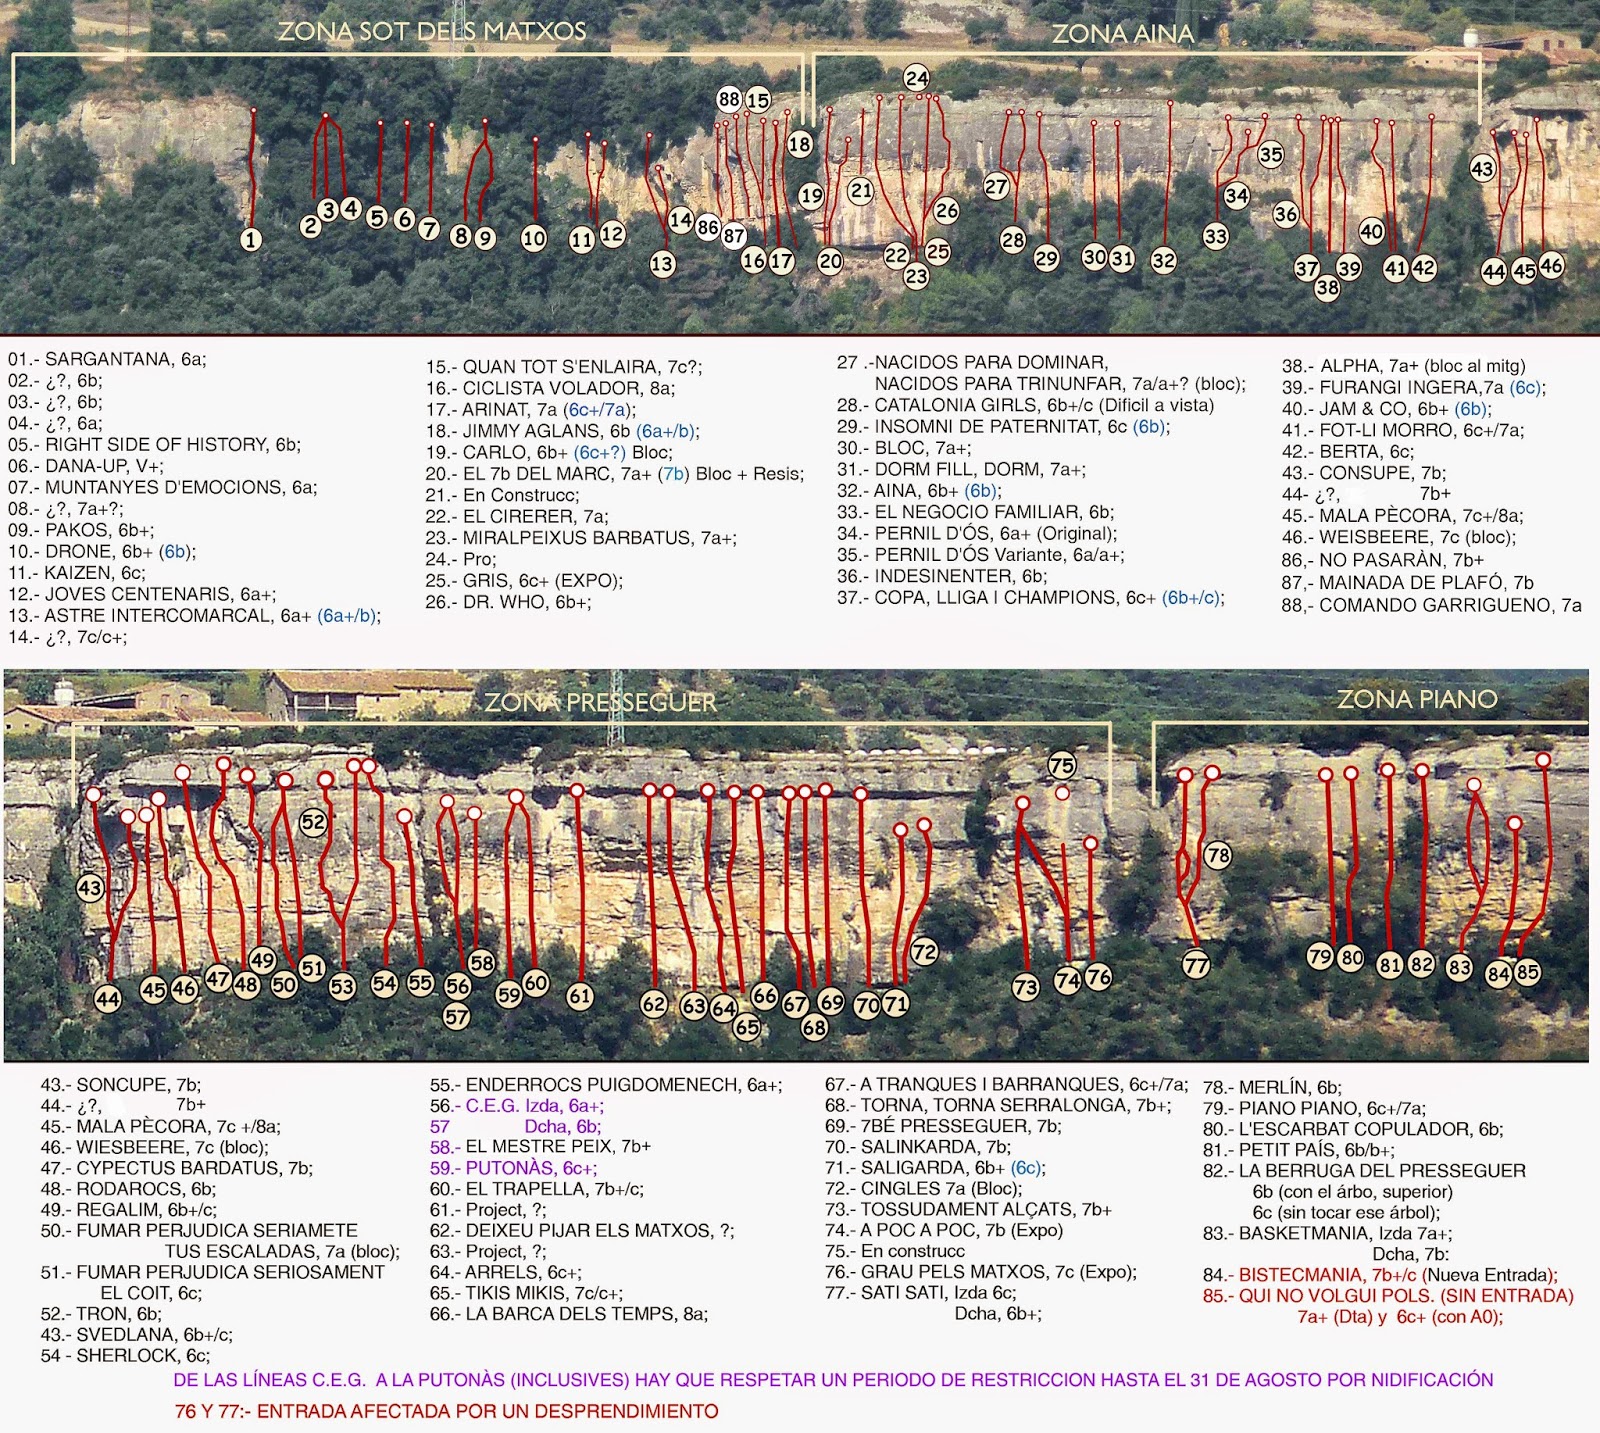 ZONA SOT DELS MATXOS
ZONA AINA
24
88 15
18
35
43
21
19
27
34
26
36
2 3 4 5 6 7
14
86 87
40
1
8 9 10 11 12
28
33
25
13
16 17
20
22
23
29
30 31 32
37
38
39
41 42
44 45 46
01.- SARGANTANA, 6a;
02.- ¿?, 6b;
03.- ¿?, 6b;
04.- ¿?, 6a;
05.- RIGHT SIDE OF HISTORY, 6b;
06.- DANA-UP, V+;
07.- MUNTANYES D'EMOCIONS, 6a;
08.- ¿?, 7a+?;
09.- PAKOS, 6b+;
10.- DRONE, 6b+ (6b);
11.- KAIZEN, 6c;
12.- JOVES CENTENARIS, 6a+;
13.- ASTRE INTERCOMARCAL, 6a+ (6a+/b);
14.- ¿?, 7c/c+;
15.- QUAN TOT S'ENLAIRA, 7c?;
16.- CICLISTA VOLADOR, 8a;
17.- ARINAT, 7a (6c+/7a);
18.- JIMMY AGLANS, 6b (6a+/b);
19.- CARLO, 6b+ (6c+?) Bloc;
20.- EL 7b DEL MARC, 7a+ (7b) Bloc + Resis;
21.- En Construcc;
22.- EL CIRERER, 7a;
23.- MIRALPEIXUS BARBATUS, 7a+;
24.- Pro;
25.- GRIS, 6c+ (EXPO);
26.- DR. WHO, 6b+;
27 .-NACIDOS PARA DOMINAR,
NACIDOS PARA TRINUNFAR, 7a/a+? (bloc);
28.- CATALONIA GIRLS, 6b+/c (Dificil a vista)
29.- INSOMNI DE PATERNITAT, 6c (6b);
30.- BLOC, 7a+;
31.- DORM FILL, DORM, 7a+;
32.- AINA, 6b+ (6b);
33.- EL NEGOCIO FAMILIAR, 6b;
34.- PERNIL D'ÓS, 6a+ (Original);
35.- PERNIL D'ÓS Variante, 6a/a+;
36.- INDESINENTER, 6b;
37.- COPA, LLIGA I CHAMPIONS, 6c+ (6b+/c);
38.- ALPHA, 7a+ (bloc al mitg)
39.- FURANGI INGERA,7a (6c);
40.- JAM & CO, 6b+ (6b);
41.- FOT-LI MORRO, 6c+/7a;
42.- BERTA, 6c;
43.- CONSUPE, 7b;
44- ¿?, 7b+
45.- MALA PÈCORA, 7c+/8a;
46.- WEISBEERE, 7c (bloc);
86,- NO PASARÀN, 7b+
87,- MAINADA DE PLAFÓ, 7b
88,- COMANDO GARRIGUENO, 7a
ZONA PRESSEGUER
ZONA PIANO
75
52
78
43
72
44 45 46 47 48 49 50 51 53 54 55 56 57 58 59 60 61 62 63 64 65 66 67 68 69 70 71 73 74 76 77 79 80 81 82 83 84 85
43.- SONCUPE, 7b;
44.- ¿?, 7b+
45.- MALA PÈCORA, 7c +/8a;
46.- WIESBEERE, 7c (bloc);
47.- CYPECTUS BARDATUS, 7b;
48.- RODAROCS, 6b;
49.- REGALIM, 6b+/c;
50.- FUMAR PERJUDICA SERIAMETE
TUS ESCALADAS, 7a (bloc);
51.- FUMAR PERJUDICA SERIOSAMENT
EL COIT, 6c;
52.- TRON, 6b;
43.- SVEDLANA, 6b+/c;
54 - SHERLOCK, 6c;
55.- ENDERROCS PUIGDOMENECH, 6a+;
56.- C.E.G. Izda, 6a+;
57 Dcha, 6b;
58.- EL MESTRE PEIX, 7b+
59.- PUTONÀS, 6c+;
60.- EL TRAPELLA, 7b+/c;
61.- Project, ?;
62.- DEIXEU PIJAR ELS MATXOS, ?;
63.- Project, ?;
64.- ARRELS, 6c+;
65.- TIKIS MIKIS, 7c/c+;
66.- LA BARCA DELS TEMPS, 8a;
67.- A TRANQUES I BARRANQUES, 6c+/7a;
68.- TORNA, TORNA SERRALONGA, 7b+;
69.- 7BÉ PRESSEGUER, 7b;
70.- SALINKARDA, 7b;
71.- SALIGARDA, 6b+ (6c);
72.- CINGLES 7a (Bloc);
73.- TOSSUDAMENT ALÇATS, 7b+
74.- A POC A POC, 7b (Expo)
75.- En construcc
76.- GRAU PELS MATXOS, 7c (Expo);
77.- SATI SATI, Izda 6c;
Dcha, 6b+;
78.- MERLÍN, 6b;
79.- PIANO PIANO, 6c+/7a;
80.- L'ESCARBAT COPULADOR, 6b;
81.- PETIT PAÍS, 6b/b+;
82.- LA BERRUGA DEL PRESSEGUER
6b (con el árbo, superior)
6c (sin tocar ese árbol);
83.- BASKETMANIA, Izda 7a+;
Dcha, 7b:
84.- BISTECMANIA, 7b+/c (Nueva Entrada);
85.- QUI NO VOLGUI POLS. (SIN ENTRADA)
7a+ (Dta) y 6c+ (con A0);
DE LAS LÍNEAS C.E.G. A LA PUTONÀS (INCLUSIVES) HAY QUE RESPETAR UN PERIODO DE RESTRICCION HASTA EL 31 DE AGOSTO POR NIDIFICACIÓN
76 Y 77:- ENTRADA AFECTADA POR UN DESPRENDIMIENTO